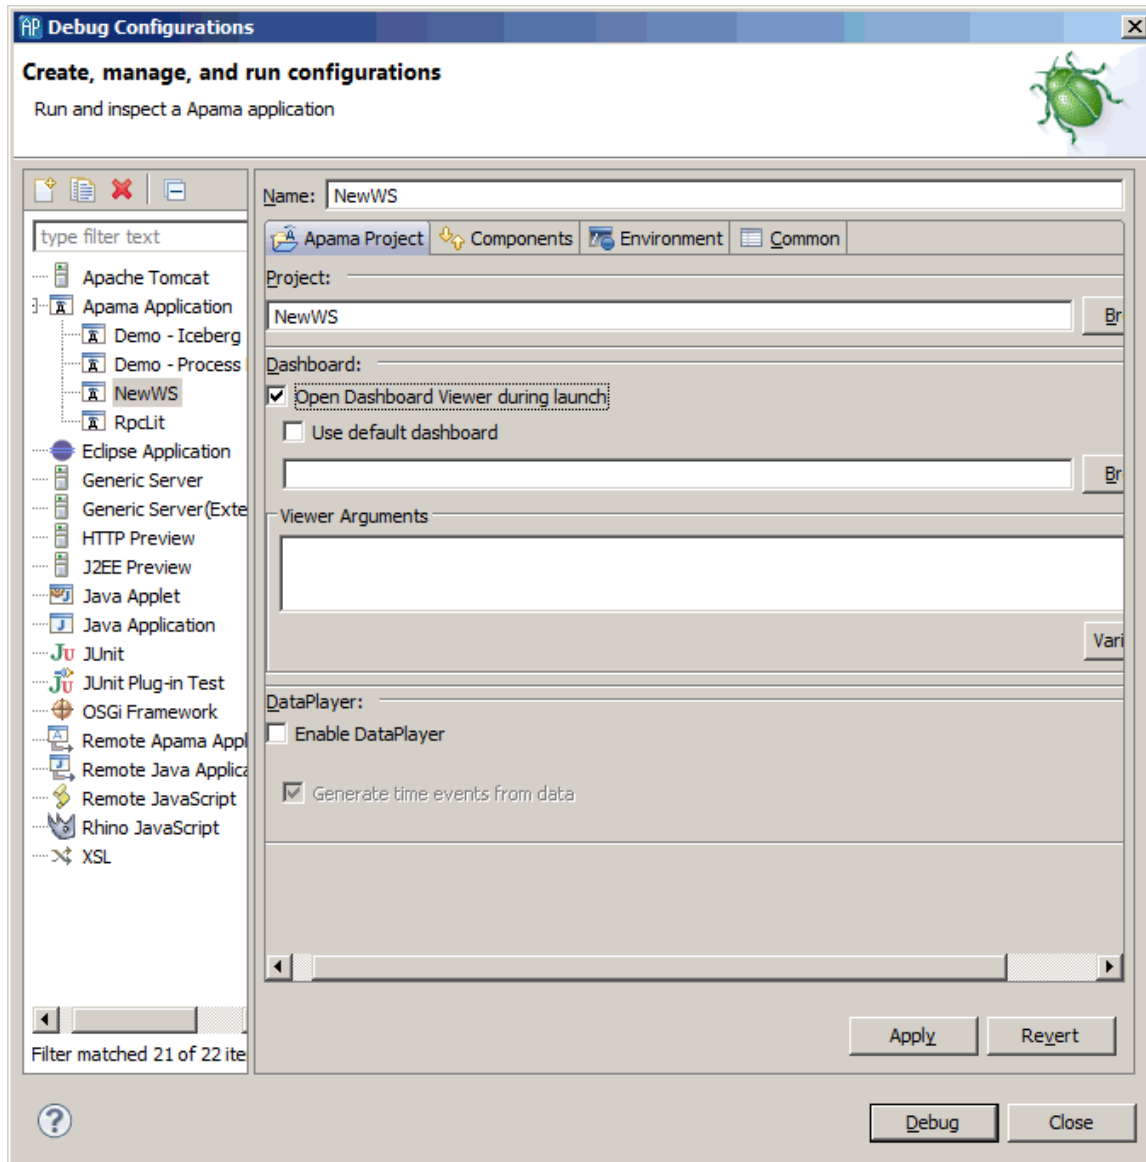 AP Debug Configurations
Create, manage, and run configurations
Run and inspect a Apama application
type filter text
Apache Tomcat
Apama Application
Demo - Iceberg
Demo - Process
NewWS
RpcLit
Eclipse Application
Generic Server
Generic Server(Exte
HTTP Preview
J2EE Preview
Java Applet
Java Application
JUnit
JUnit Plug-in Test
OSGi Framework
Remote Apama Appl
Remote Java Applica
Remote JavaScript
Rhino JavaScript
XSL
Filter matched 21 of 22 ite
Name: NewWS
Apama Project Components Environment Common
Project:
NewWS Br
Dashboard:
Open Dashboard Viewer during launch
Use default dashboard
Br
Viewer Arguments
Vari
DataPlayer:
Enable DataPlayer
Generate time events from data
Apply Revert
Debug Close